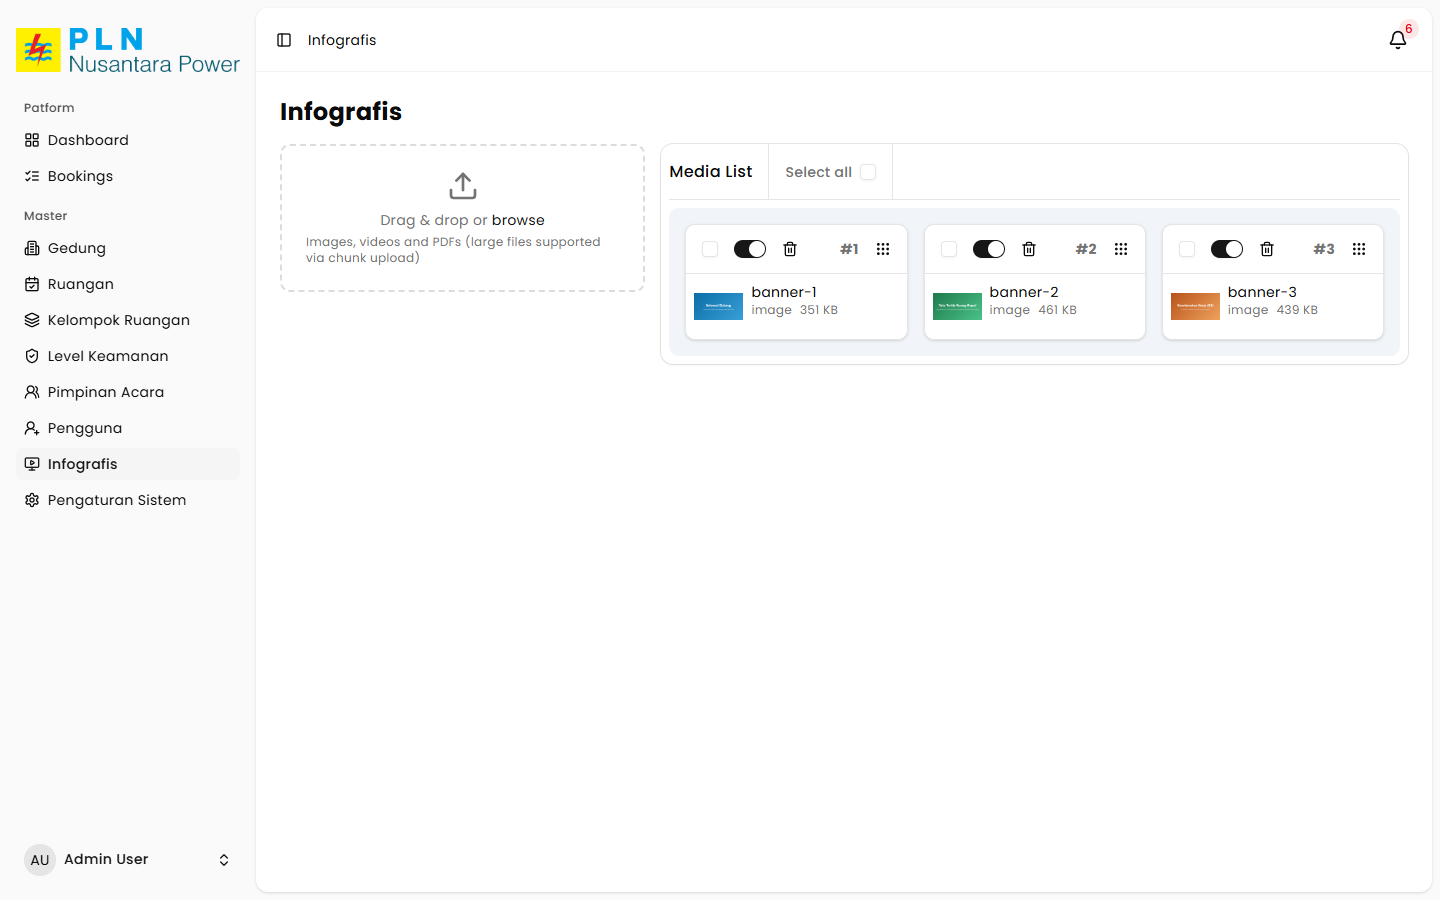 PLN
Nusantara Power
Patform
Dashboard
Bookings
Master
Gedung
Ruangan
Kelompok Ruangan
Level Keamanan
Pimpinan Acara
Pengguna
Infografis
Pengaturan Sistem
AU Admin User
Infografis
6
Infografis
Drag & drop or browse
Images, videos and PDFs (large files supported
via chunk upload)
Media List
Select all
#1
banner-1
image 351 KB
#2
banner-2
image 461 KB
#3
banner-3
image 439 KB